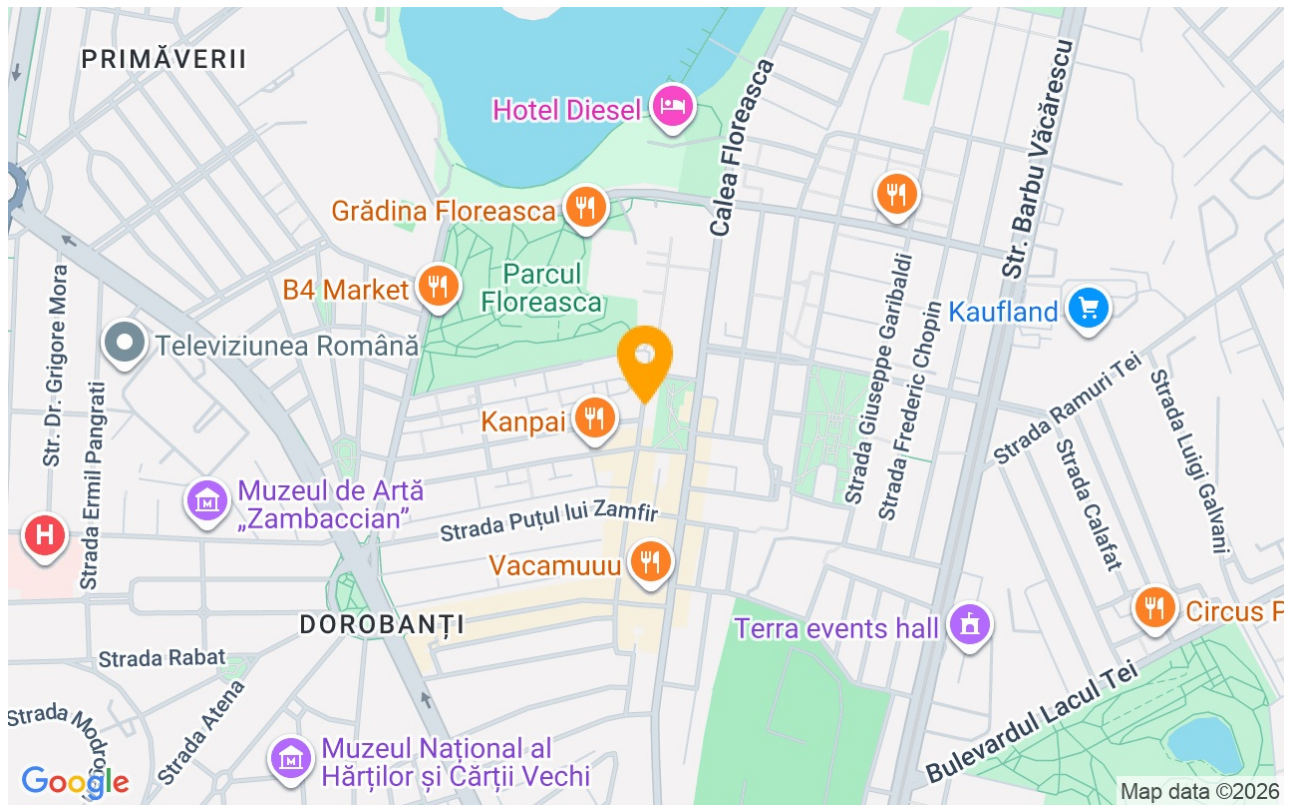 PRIMĂVERII
Hotel Diesel
Calea Floreasca
Str. Barbu Văcărescu
Grădina Floreasca
Parcul
Floreasca
B4 Market
Kaufland
Televiziunea Română
Str. Dr. Grigore Mora
Strada Ermil Pangrati
Strada Giuseppe Garibaldi
Strada Frederic Chopin
Strada Ramuri Tei
Strada Luigi Galvani
Strada Calafat
Kanpai
Muzeul de Artă
„Zambaccian”
Strada Puțul lui Zamfir
H
Vacamuuu
DOROBANȚI
Terra events hall
Circus P
Strada Rabat
Strada Atena
Bulevardul Lacul Tei
Muzeul Național al
Hărților și Cărții Vechi
Google
Map data ©2026